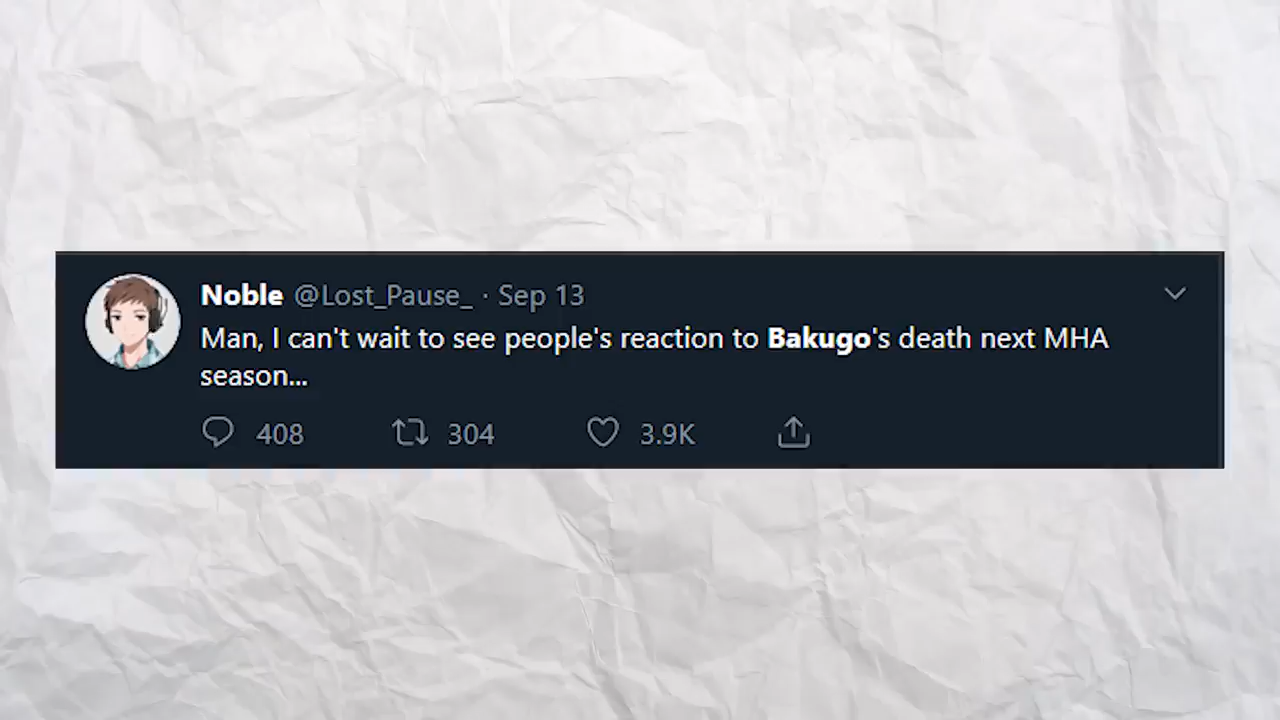 Noble @Lost_Pause_ · Sep 13
Man, I can't wait to see people's reaction to Bakugo's death next MHA
season...
408 304 3.9K